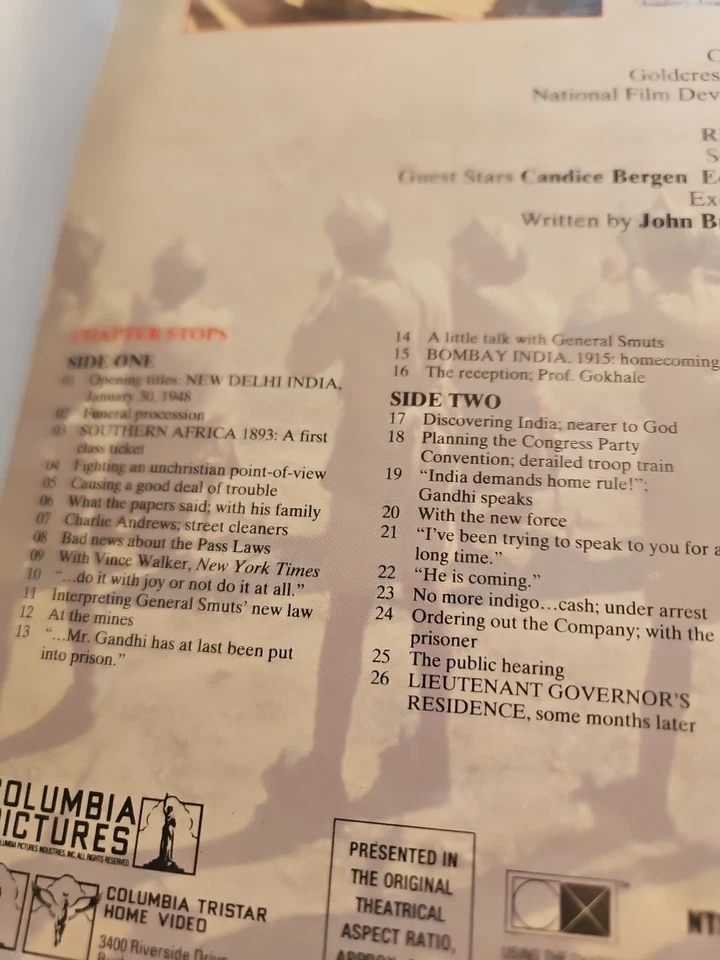 Goldcres
National Film Dev
Guest Stars Candice Bergen E
Ex
Written by John B
CHAPTER STOPS
SIDE ONE
01 Opening titles. NEW DELHI INDIA,
January 30, 1948
02 Funeral procession
03 SOUTHERN AFRICA 1893: A first
class ticket
04 Fighting an unchristian point-of-view
05 Causing a good deal of trouble
06 What the papers said; with his family
07 Charlie Andrews; street cleaners
08 Bad news about the Pass Laws
09 With Vince Walker, New York Times
10 "...do it with joy or not do it at all."
11 Interpreting General Smuts' new law
12 At the mines
13 "...Mr. Gandhi has at last been put
into prison."
14 A little talk with General Smuts
15 BOMBAY INDIA, 1915: homecoming
16 The reception; Prof. Gokhale
SIDE TWO
17 Discovering India; nearer to God
18 Planning the Congress Party
Convention; derailed troop train
19 "India demands home rule!";
Gandhi speaks
20 With the new force
21 "I've been trying to speak to you for a
long time."
22 "He is coming."
23 No more indigo...cash; under arrest
24 Ordering out the Company; with the
prisoner
25 The public hearing
26 LIEUTENANT GOVERNOR'S
RESIDENCE, some months later
OLUMBIA
ICTURES
COLUMBIA PICTURES INDUSTRIES, INC. ALL RIGHTS RESERVED.
COLUMBIA TRISTAR
HOME VIDEO
3400 Riverside Drive
PRESENTED IN
THE ORIGINAL
THEATRICAL
ASPECT RATIO,
NT